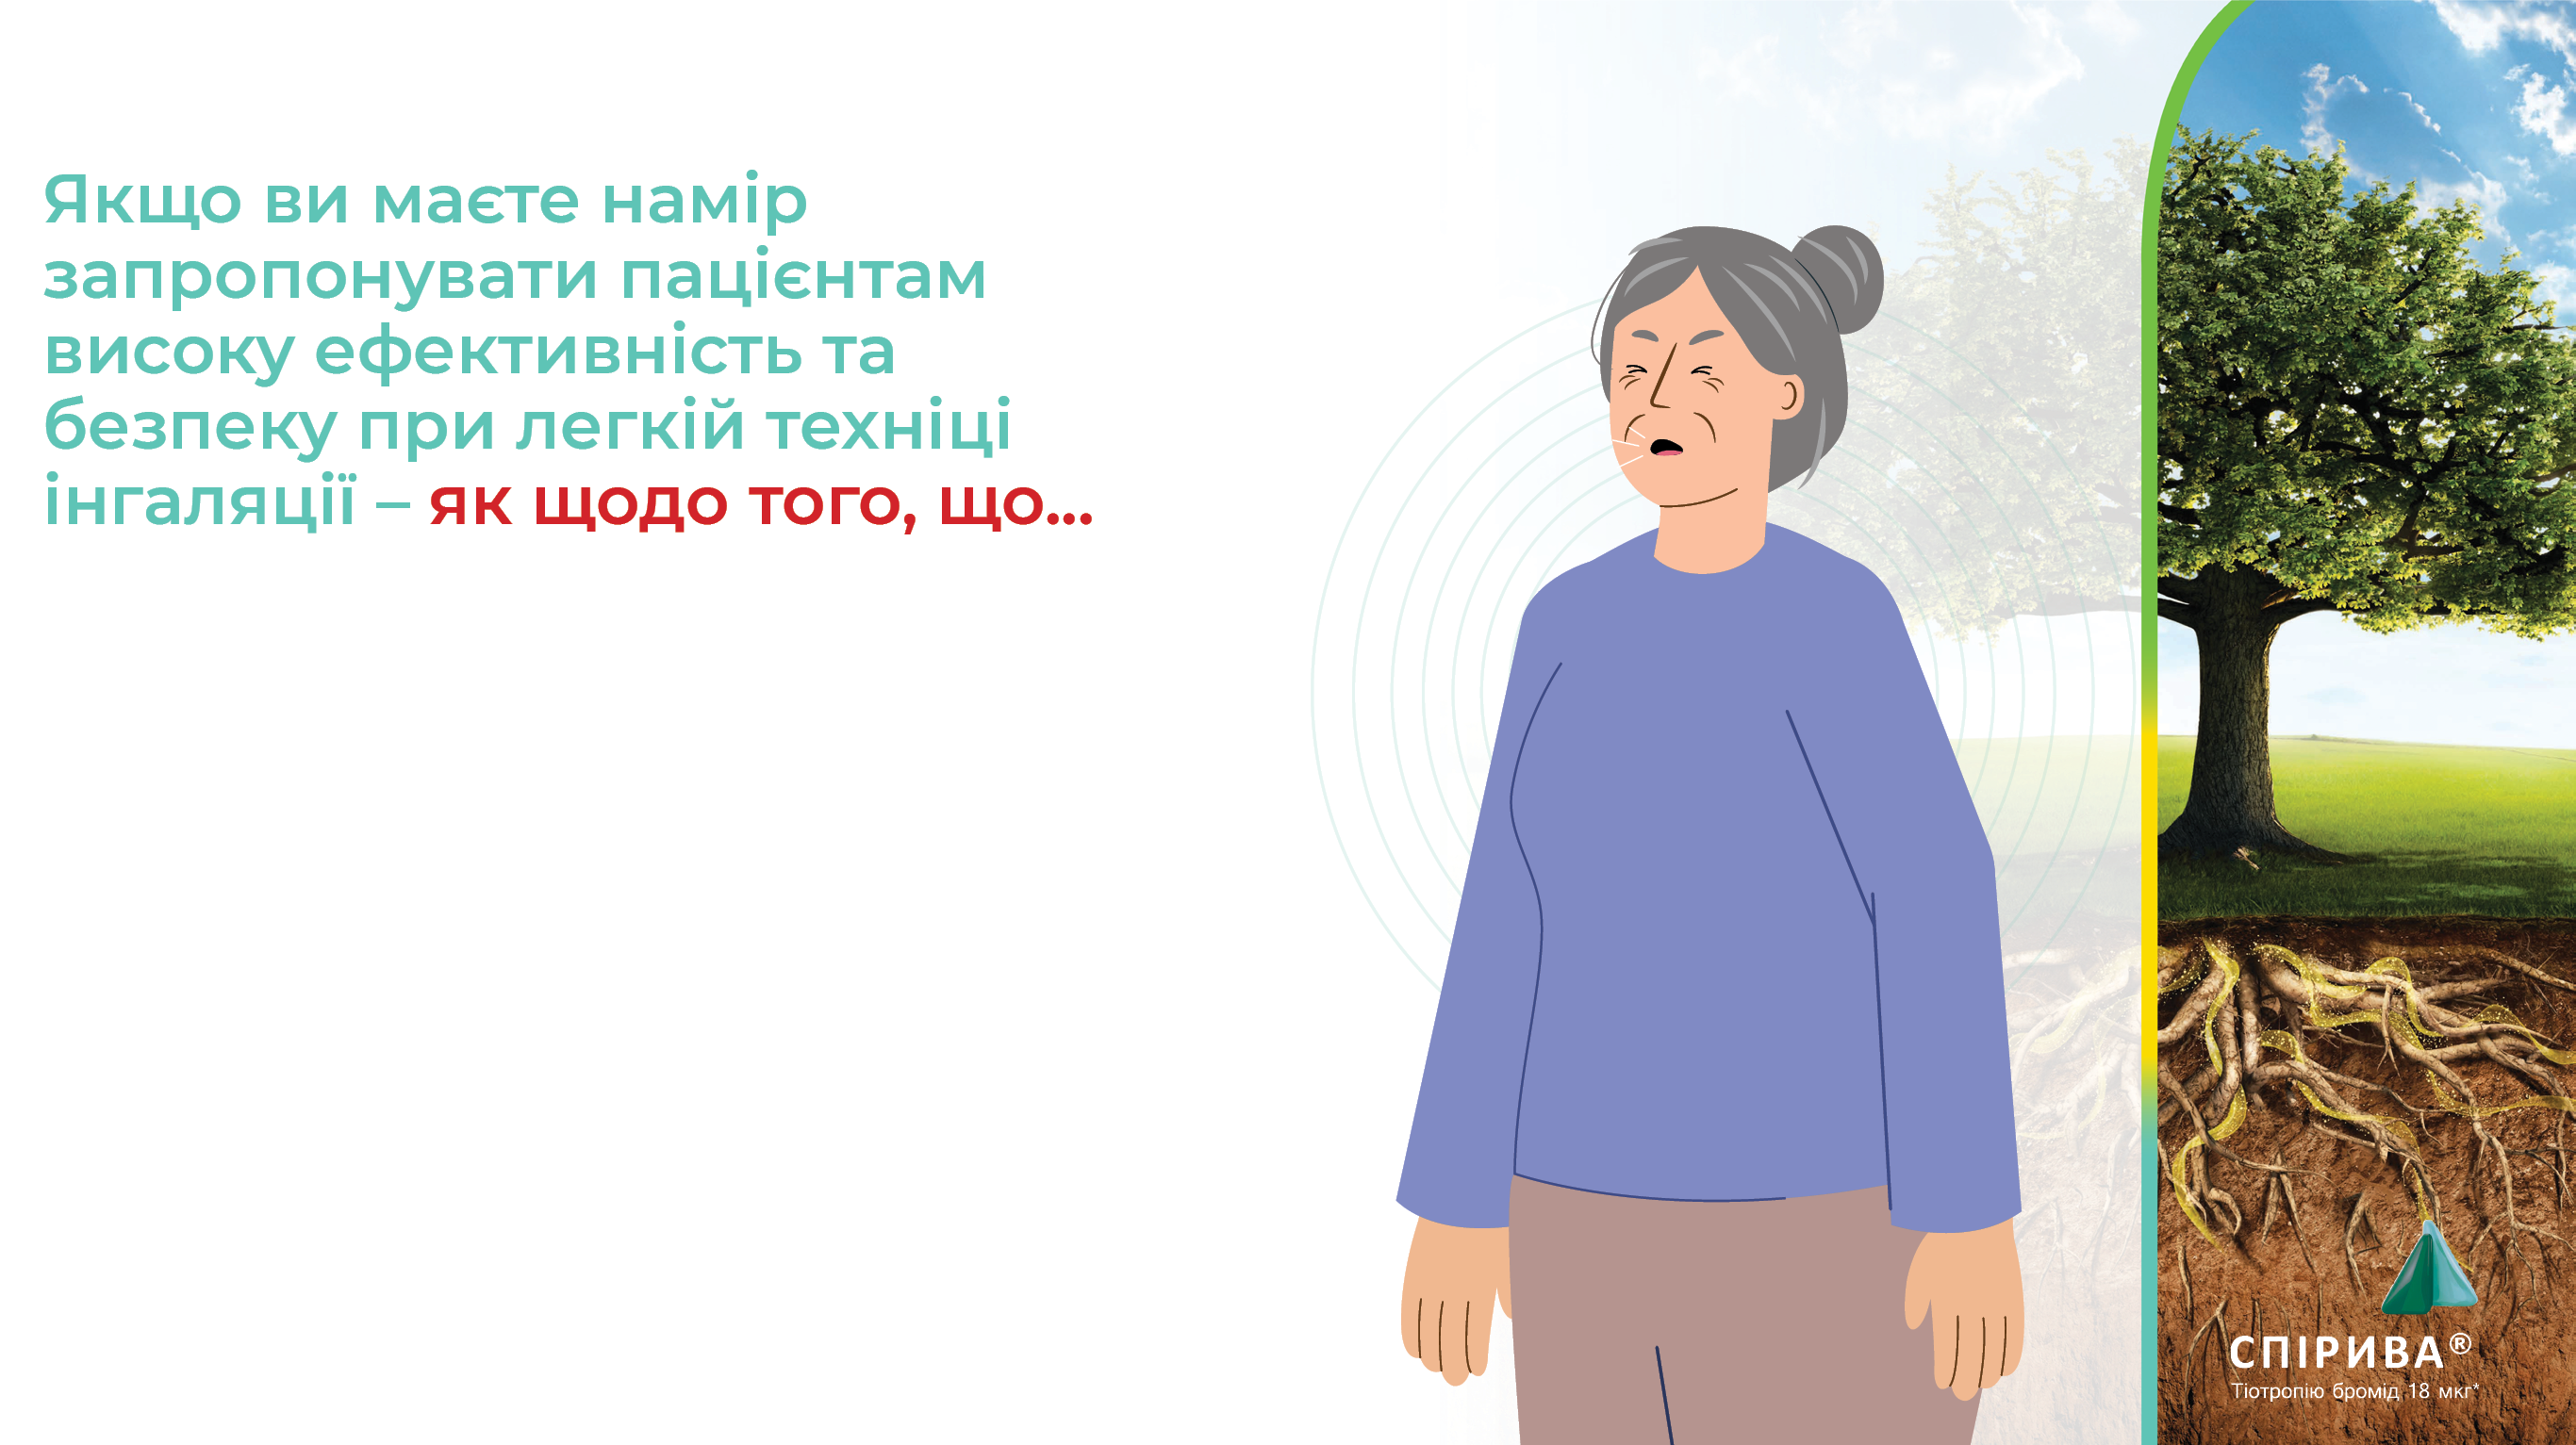 Якщо ви маєте намір
запропонувати пацієнтам
високу ефективність та
безпеку при легкій техніці
інгаляції – як щодо того, що...
СПІРИВА®
Тіотропію бромід 18 мкг*